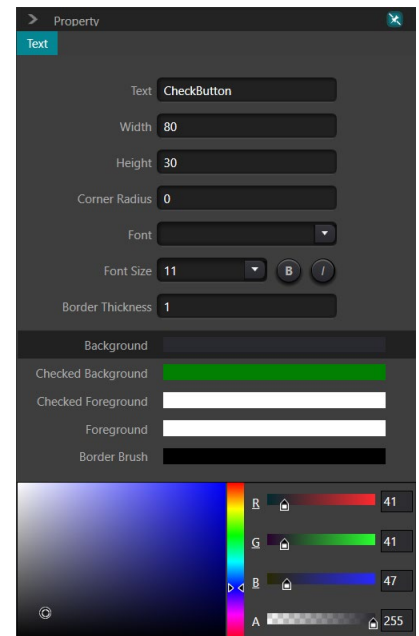 Property
Text
Text CheckButton
Width 80
Height 30
Corner Radius 0
Font
Font Size 11 B I
Border Thickness 1
Background
Checked Background
Checked Foreground
Foreground
Border Brush
R 41
G 41
B 47
A 255